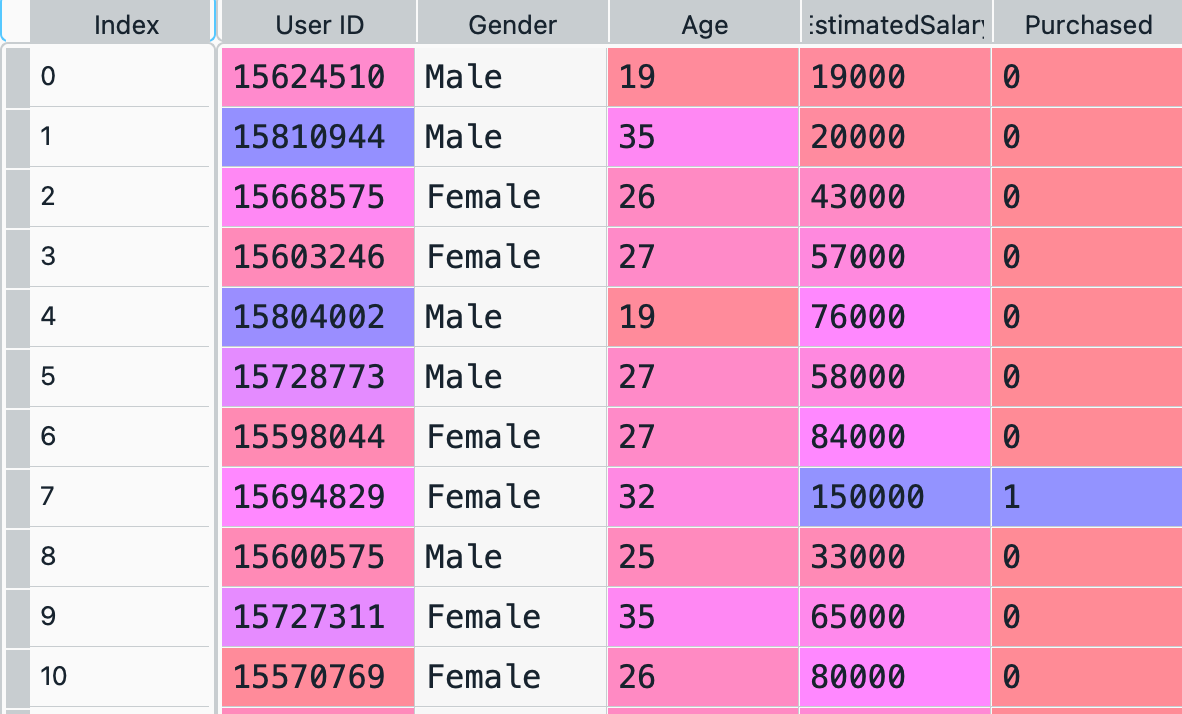 Index User ID Gender Age EstimatedSalary Purchased
0 15624510 Male 19 19000 0
1 15810944 Male 35 20000 0
2 15668575 Female 26 43000 0
3 15603246 Female 27 57000 0
4 15804002 Male 19 76000 0
5 15728773 Male 27 58000 0
6 15598044 Female 27 84000 0
7 15694829 Female 32 150000 1
8 15600575 Male 25 33000 0
9 15727311 Female 35 65000 0
10 15570769 Female 26 80000 0